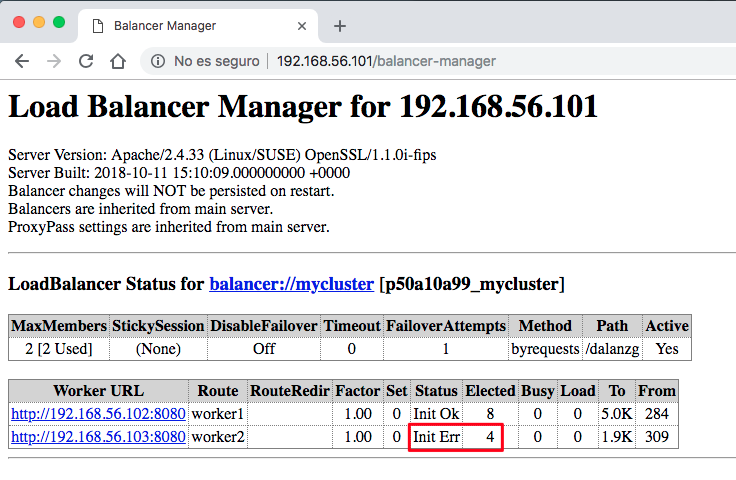 Balancer Manager
No es seguro 192.168.56.101/balancer-manager
Load Balancer Manager for 192.168.56.101
Server Version: Apache/2.4.33 (Linux/SUSE) OpenSSL/1.1.0i-fips
Server Built: 2018-10-11 15:10:09.000000000 +0000
Balancer changes will NOT be persisted on restart.
Balancers are inherited from main server.
ProxyPass settings are inherited from main server.
LoadBalancer Status for balancer://mycluster [p50a10a99_mycluster]
MaxMembers StickySession DisableFailover Timeout FailoverAttempts Method Path Active
2 [2 Used] (None) Off 0 1 byrequests /dalanzg Yes
Worker URL Route RouteRedir Factor Set Status Elected Busy Load To From
http://192.168.56.102:8080 worker1 1.00 0 Init Ok 8 0 0 5.0K 284
http://192.168.56.103:8080 worker2 1.00 0 Init Err 4 0 0 1.9K 309